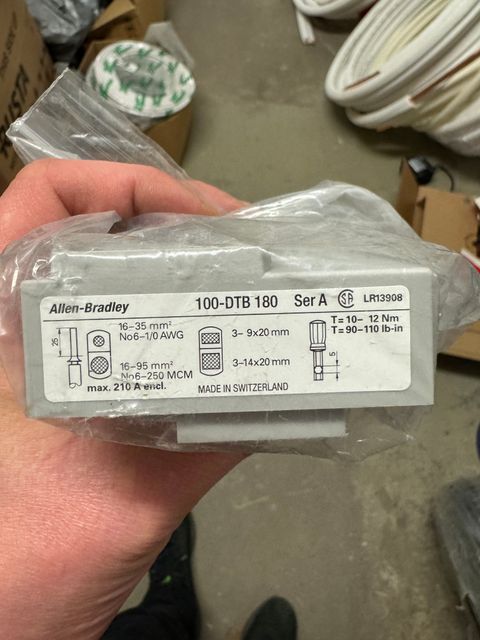 Allen-Bradley 100-DTB 180 Ser A SA LR13908
25
16-35 mm²
No6-1/0 AWG
16-95 mm²
No6-250 MCM
max. 210 A encl.
3- 9x20 mm
3-14x20 mm
MADE IN SWITZERLAND
5
T= 10- 12 Nm
T= 90-110 lb-in